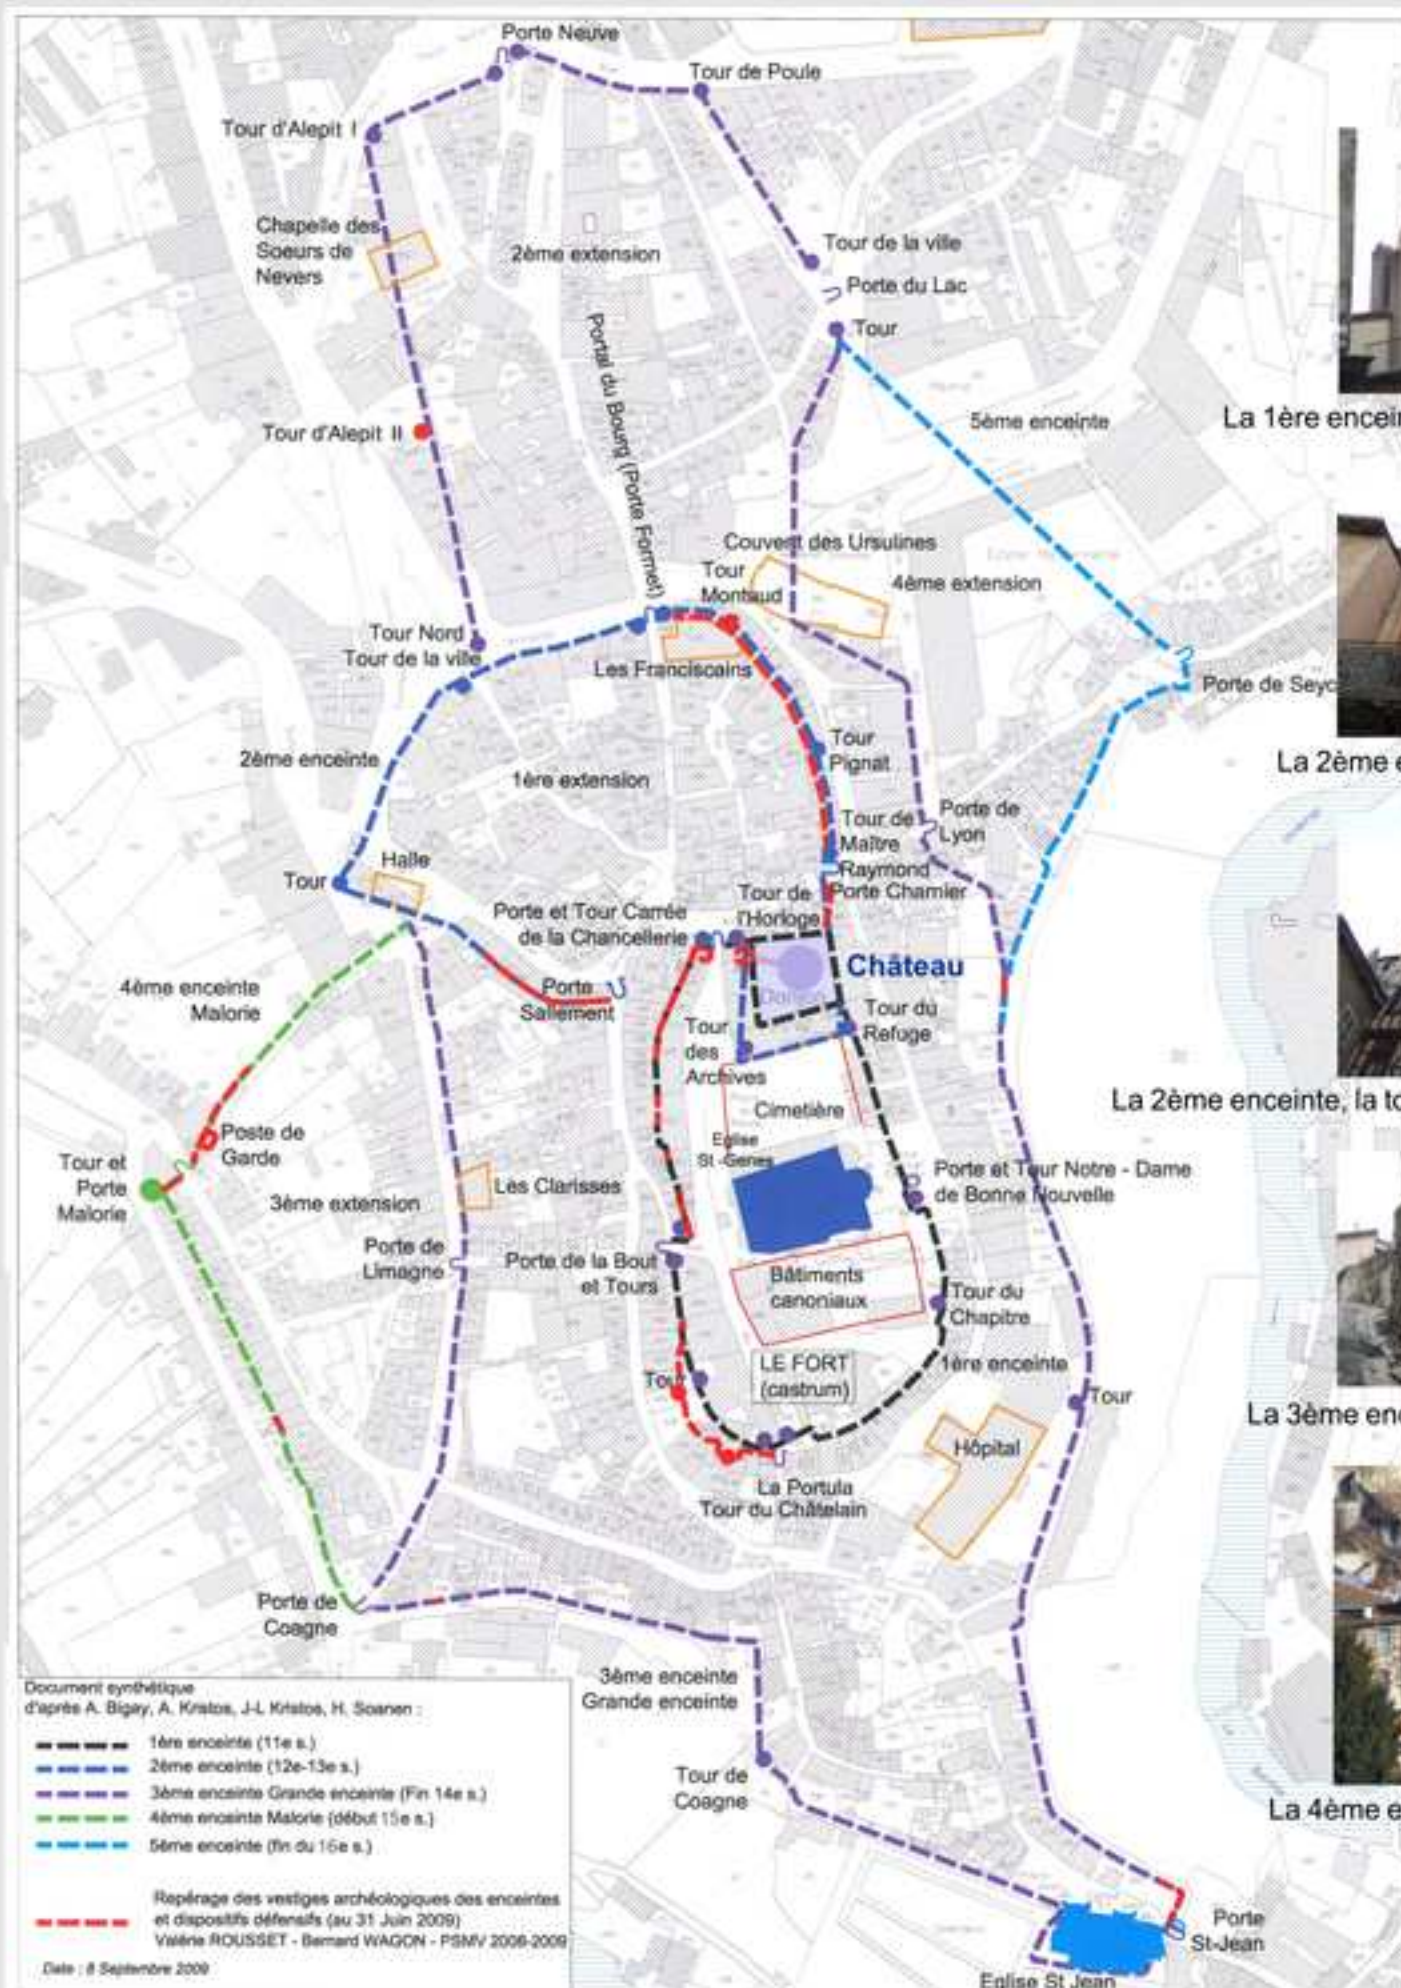 Porte Neuve
Tour de Poule
Tour d'Alepit I
Chapelle des
Soeurs de
Nevers
2ème extension
Tour de la ville
Porte du Lac
Tour
Portal du Bourg (Porte Formet)
5ème enceinte
La 1ère encein
Tour d'Alepit II
Couvent des Ursulines
Tour
Montaud
4ème extension
Tour Nord
Tour de la ville
Les Franciscains
Porte de Seyc
Tour
Pignat
2ème enceinte
1ère extension
La 2ème e
Porte de
Lyon
Tour de
Maître
Raymond
Porte Chamier
Halle
Tour
Tour de
l'Horloge
Porte et Tour Carrée
de la Chancellerie
Château
Donjon
4ème enceinte
Malorie
Porte
Sallement
Tour du
Refuge
Tour
des
Archives
Cimetière
La 2ème enceinte, la to
Poste de
Garde
Eglise
St-Genes
Tour et
Porte
Malorie
3ème extension
Les Clarisses
Porte et Tour Notre - Dame
de Bonne Nouvelle
Porte de
Limagne
Porte de la Bout
et Tours
Bâtiments
canoniaux
Tour du
Chapitre
LE FORT
(castrum)
1ère enceinte
Tour
Tour
La 3ème enc
Hôpital
La Portula
Tour du Châtelain
Porte de
Coagne
3ème enceinte
Grande enceinte
Tour de
Coagne
La 4ème e
Porte
St-Jean
Eglise St Jean
Document synthétique
d'après A. Bigay, A. Kristos, J-L Kristos, H. Soanen :
1ère enceinte (11e s.)
2ème enceinte (12e-13e s.)
3ème enceinte Grande enceinte (Fin 14e s.)
4ème enceinte Malorie (début 15e s.)
5ème enceinte (fin du 16e s.)
Repérage des vestiges archéologiques des enceintes
et dispositifs défensifs (au 31 Juin 2009)
Valérie ROUSSET - Bernard WAGON - PSMV 2008-2009
Date : 8 Septembre 2009